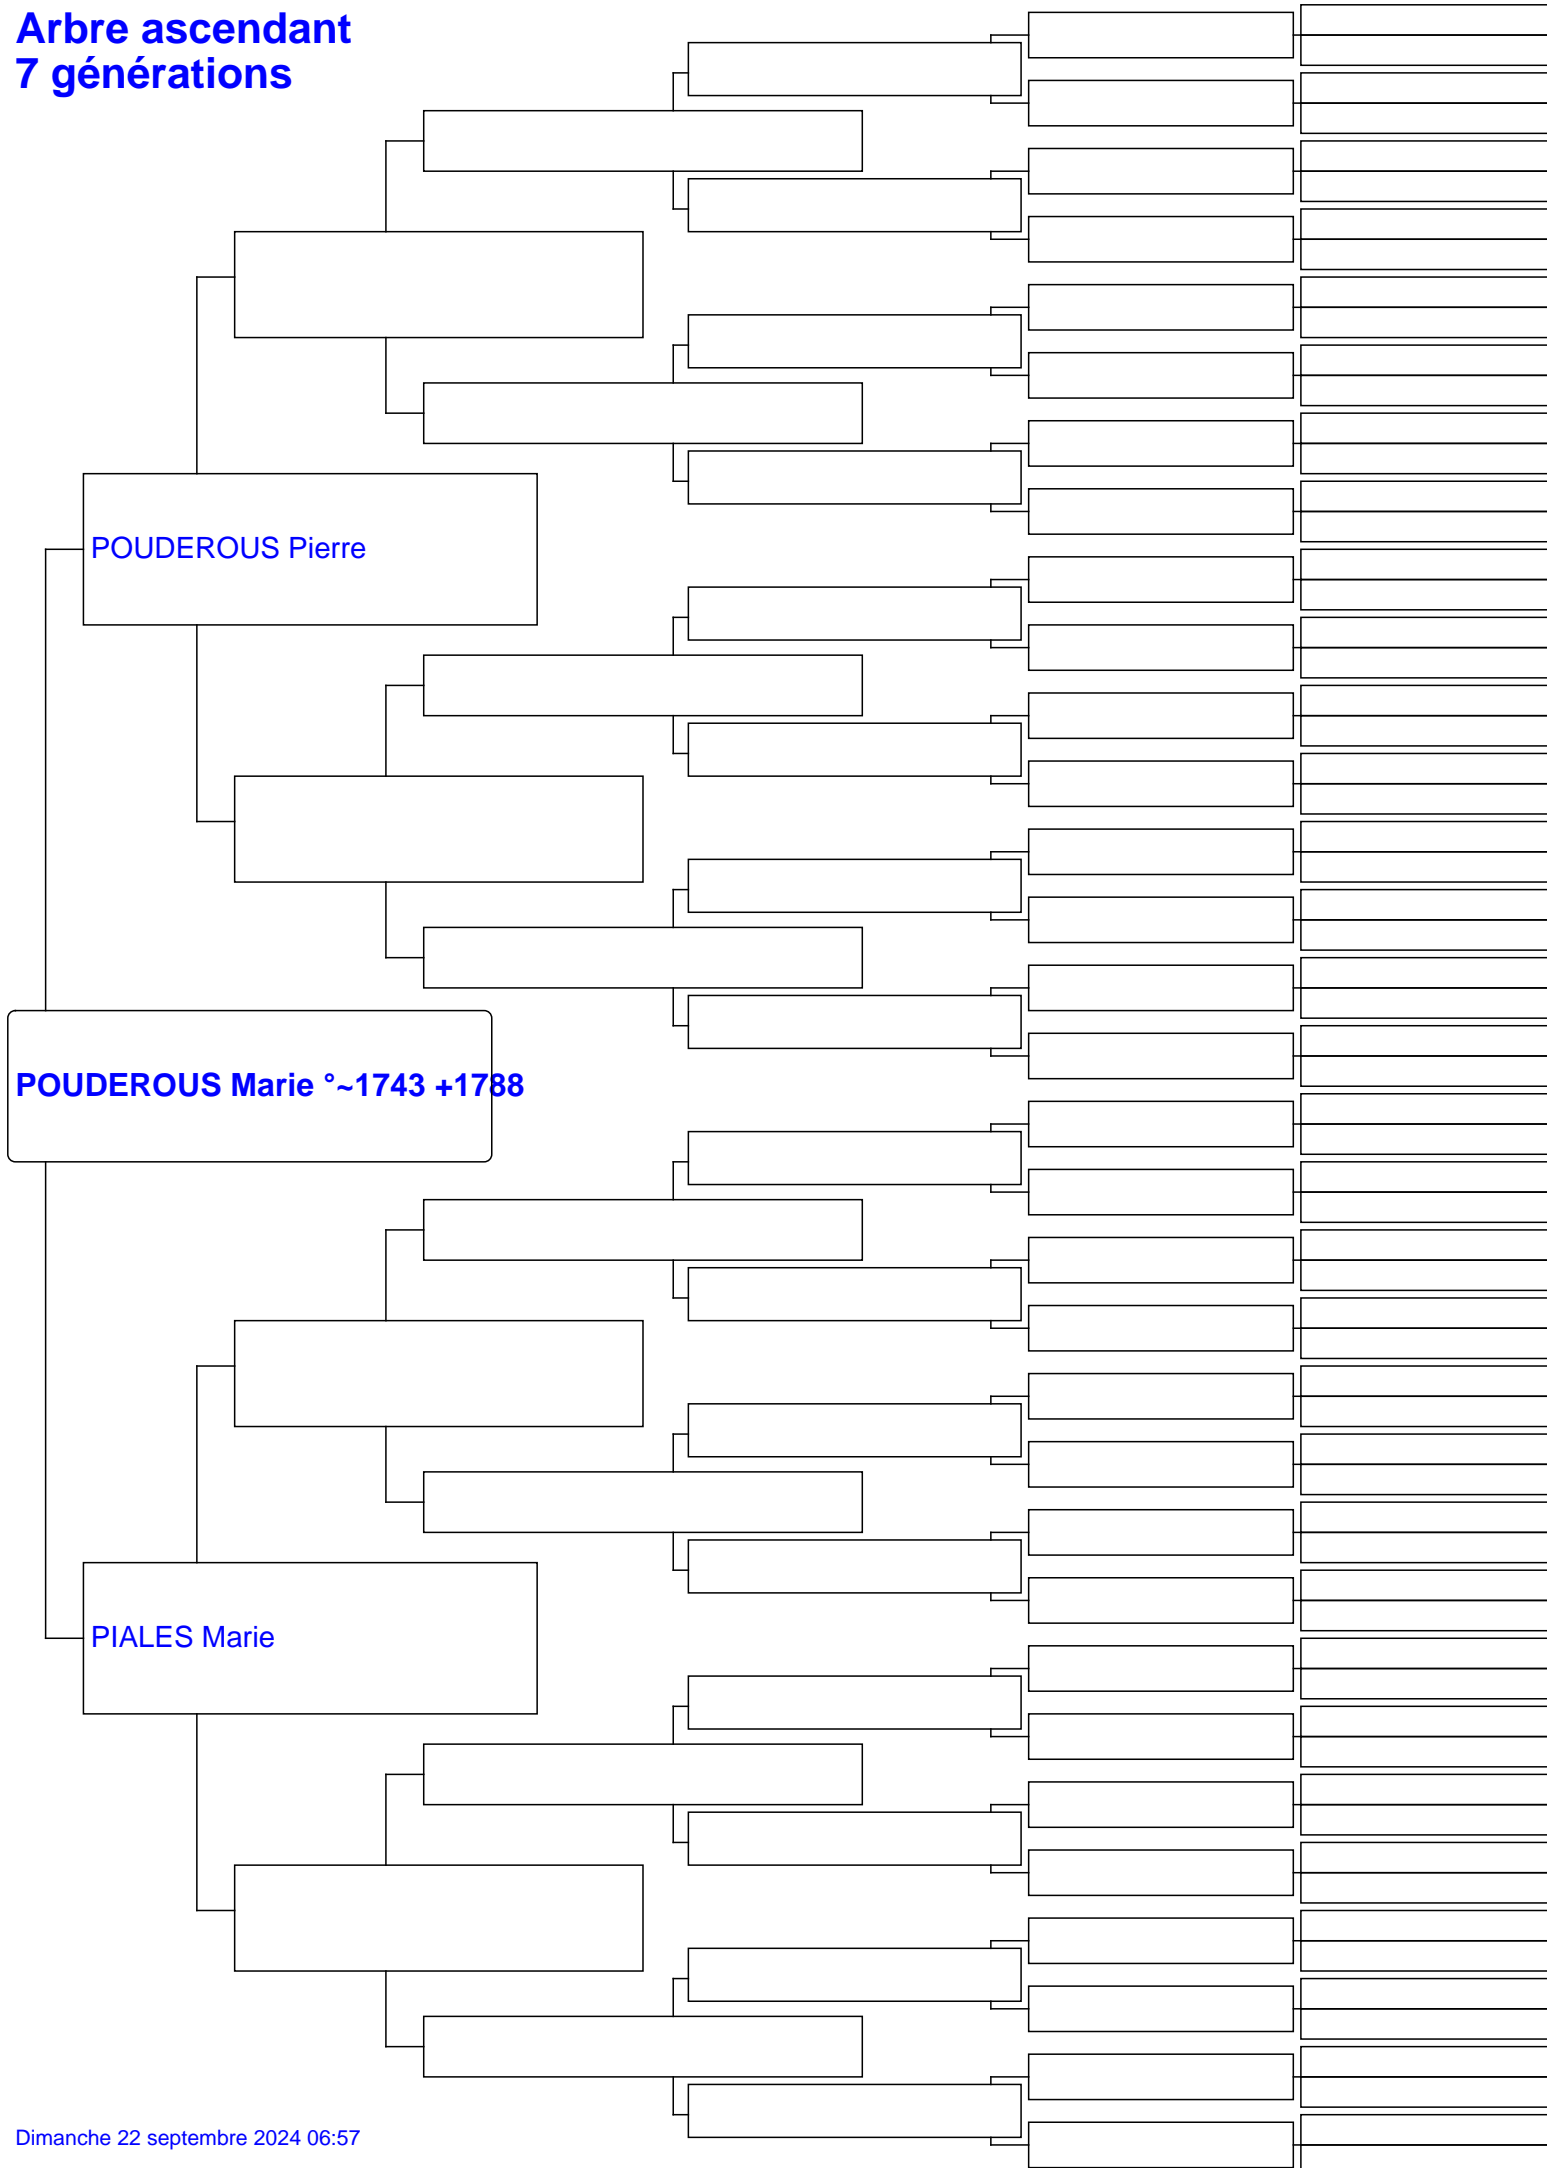 Arbre ascendant
7 générations
POUDEROUS Pierre
POUDEROUS Marie °~1743 +1788
PIALES Marie
Dimanche 22 septembre 2024 06:57